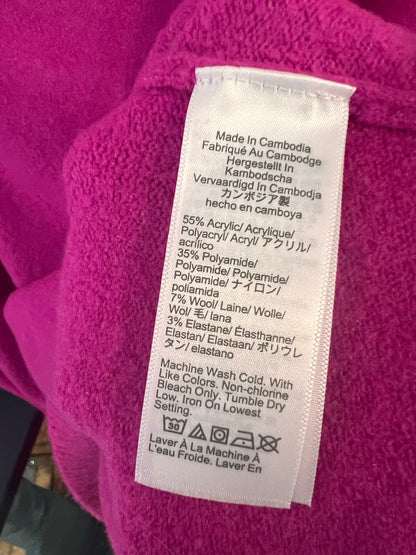 Made In Cambodia
Fabriqué Au Cambodge
Hergestellt In
Kambodscha
Vervaardigd In Cambodja
カンボジア製
hecho en camboya
55% Acrylic/ Acrylique/
Polyacryl/ Acryl/ アクリル/
acrílico
35% Polyamide/
Polyamide/ Polyamide/
Polyamide/ ナイロン/
poliamida
7% Wool/ Laine/ Wolle/
Wol/ 毛/ lana
3% Elastane/ Élasthanne/
Elastan/ Elastaan/ ポリウレ
タン/ elastano
Machine Wash Cold. With
Like Colors. Non-chlorine
Bleach Only. Tumble Dry
Low. Iron On Lowest
Setting.
30
Laver À La Machine À
L'eau Froide. Laver En